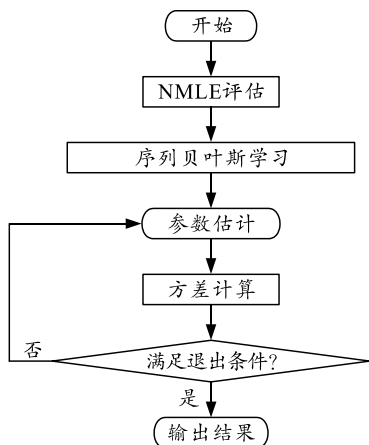 开始
NMLE评估
序列贝叶斯学习
参数估计
方差计算
满足退出条件?
否
是
输出结果